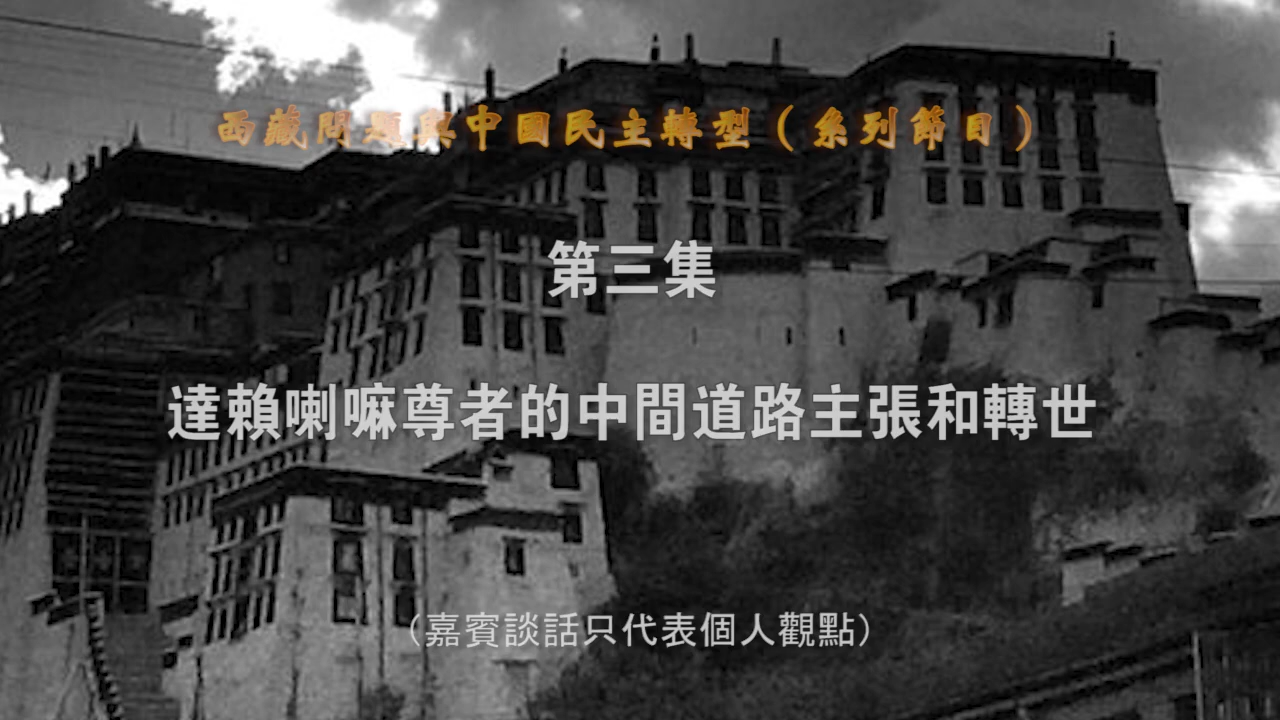 西藏問題與中國民主轉型（系列節目）
第三集
達賴喇嘛尊者的中間道路主張和轉世
（嘉賓談話只代表個人觀點）